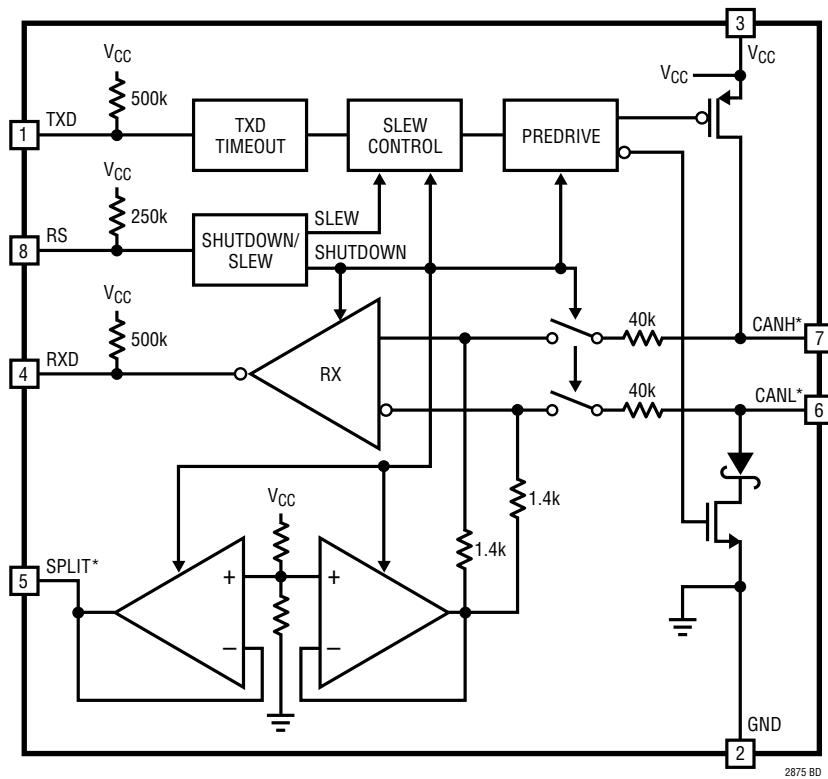 3
VCC
VCC
VCC
500k
1
TXD
TXD
TIMEOUT
SLEW
CONTROL
PREDRIVE
VCC
250k
8
RS
SHUTDOWN/
SLEW
SLEW
SHUTDOWN
VCC
500k
4
RXD
RX
40k
CANH*
7
40k
CANL*
6
VCC
1.4k
1.4k
5
SPLIT*
+
−
+
−
GND
2
2875 BD